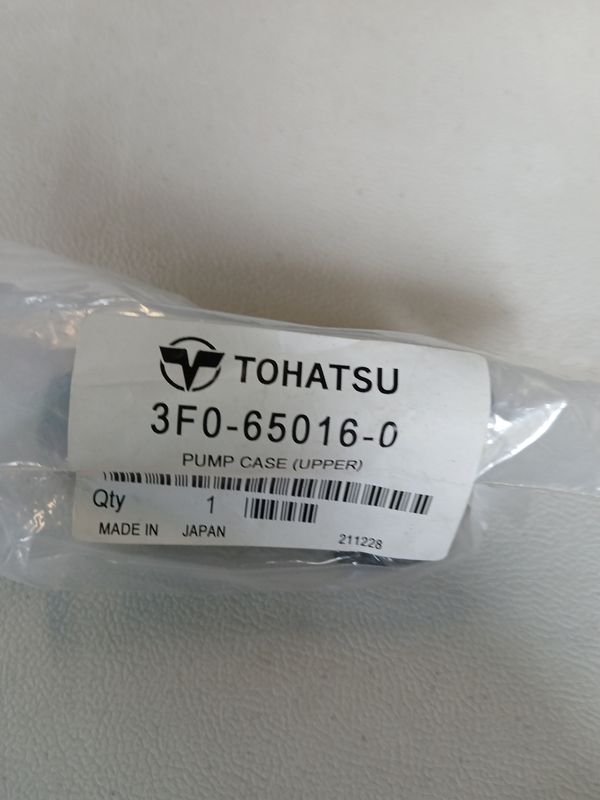 TOHATSU
3F0-65016-0
PUMP CASE (UPPER)
Qty 1
MADE IN JAPAN 211228